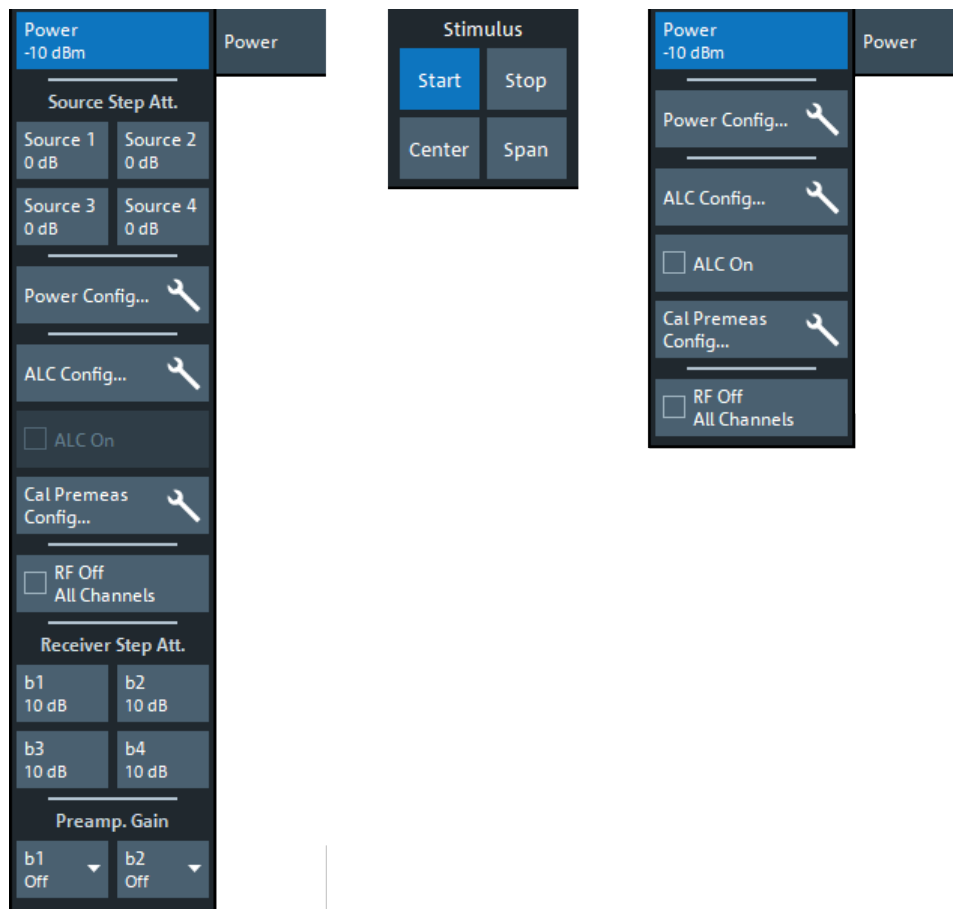 Power
-10 dBm
Power
Source Step Att.
Source 1
0 dB
Source 2
0 dB
Source 3
0 dB
Source 4
0 dB
Power Config...
ALC Config...
ALC On
Cal Premeas
Config...
RF Off
All Channels
Receiver Step Att.
b1
10 dB
b2
10 dB
b3
10 dB
b4
10 dB
Preamp. Gain
b1
Off
b2
Off
Stimulus
Start
Stop
Center
Span
Power
-10 dBm
Power
Power Config...
ALC Config...
ALC On
Cal Premeas
Config...
RF Off
All Channels